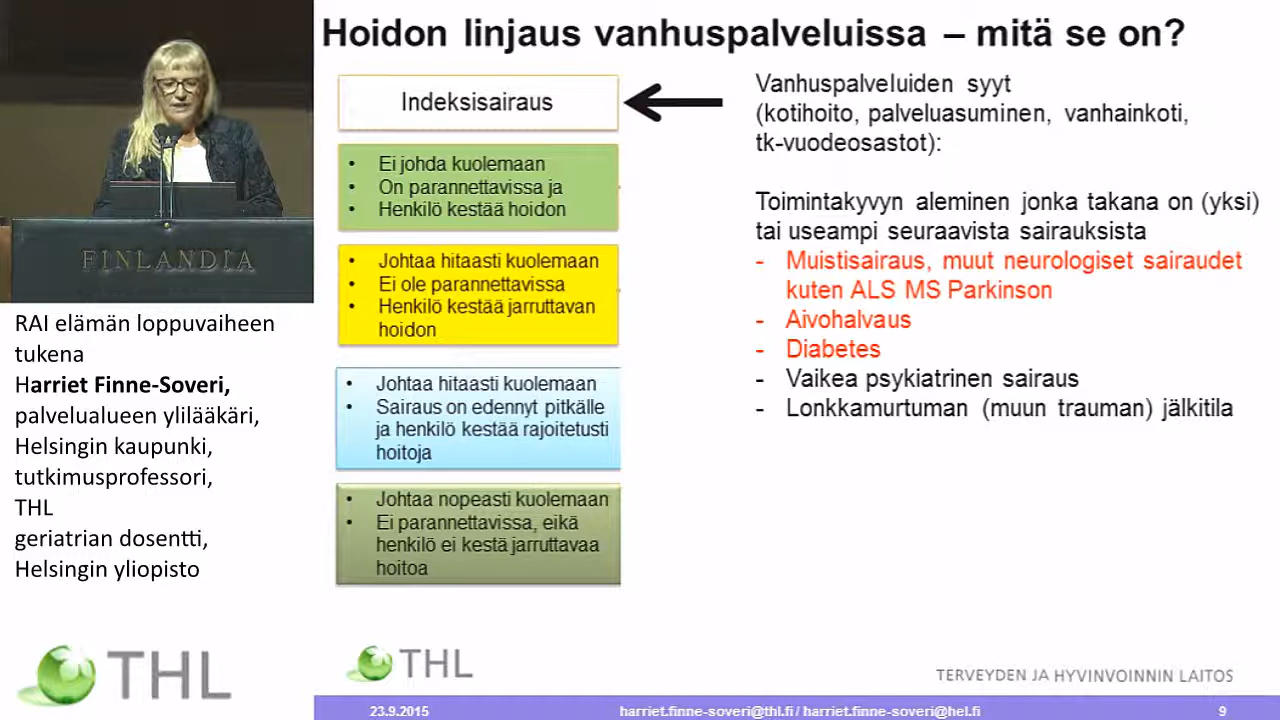 Hoidon linjaus vanhuspalveluissa – mitä se on?
Indeksisairaus
• Ei johda kuolemaan
• On parannettavissa ja
• Henkilö kestää hoidon
• Johtaa hitaasti kuolemaan
• Ei ole parannettavissa
• Henkilö kestää jarruttavan
hoidon
• Johtaa hitaasti kuolemaan
• Sairaus on edennyt pitkälle
ja henkilö kestää rajoitetusti
hoitoja
• Johtaa nopeasti kuolemaan
• Ei parannettavissa, eikä
henkilö ei kestä jarruttavaa
hoitoa
Vanhuspalveluiden syyt
(kotihoito, palveluasuminen, vanhainkoti,
tk-vuodeosastot):
Toimintakyvyn aleminen jonka takana on (yksi)
tai useampi seuraavista sairauksista
- Muistisairaus, muut neurologiset sairaudet
kuten ALS MS Parkinson
- Aivohalvaus
- Diabetes
- Vaikea psykiatrinen sairaus
- Lonkkamurtuman (muun trauman) jälkitila
FINLANDIA
RAI elämän loppuvaiheen
tukena
Harriet Finne-Soveri,
palvelualueen ylilääkäri,
Helsingin kaupunki,
tutkimusprofessori,
THL
geriatrian dosentti,
Helsingin yliopisto
THL
THL
TERVEYDEN JA HYVINVOINNIN LAITOS
23.9.2015
harriet.finne-soveri@thl.fi / harriet.finne-soveri@hel.fi
9